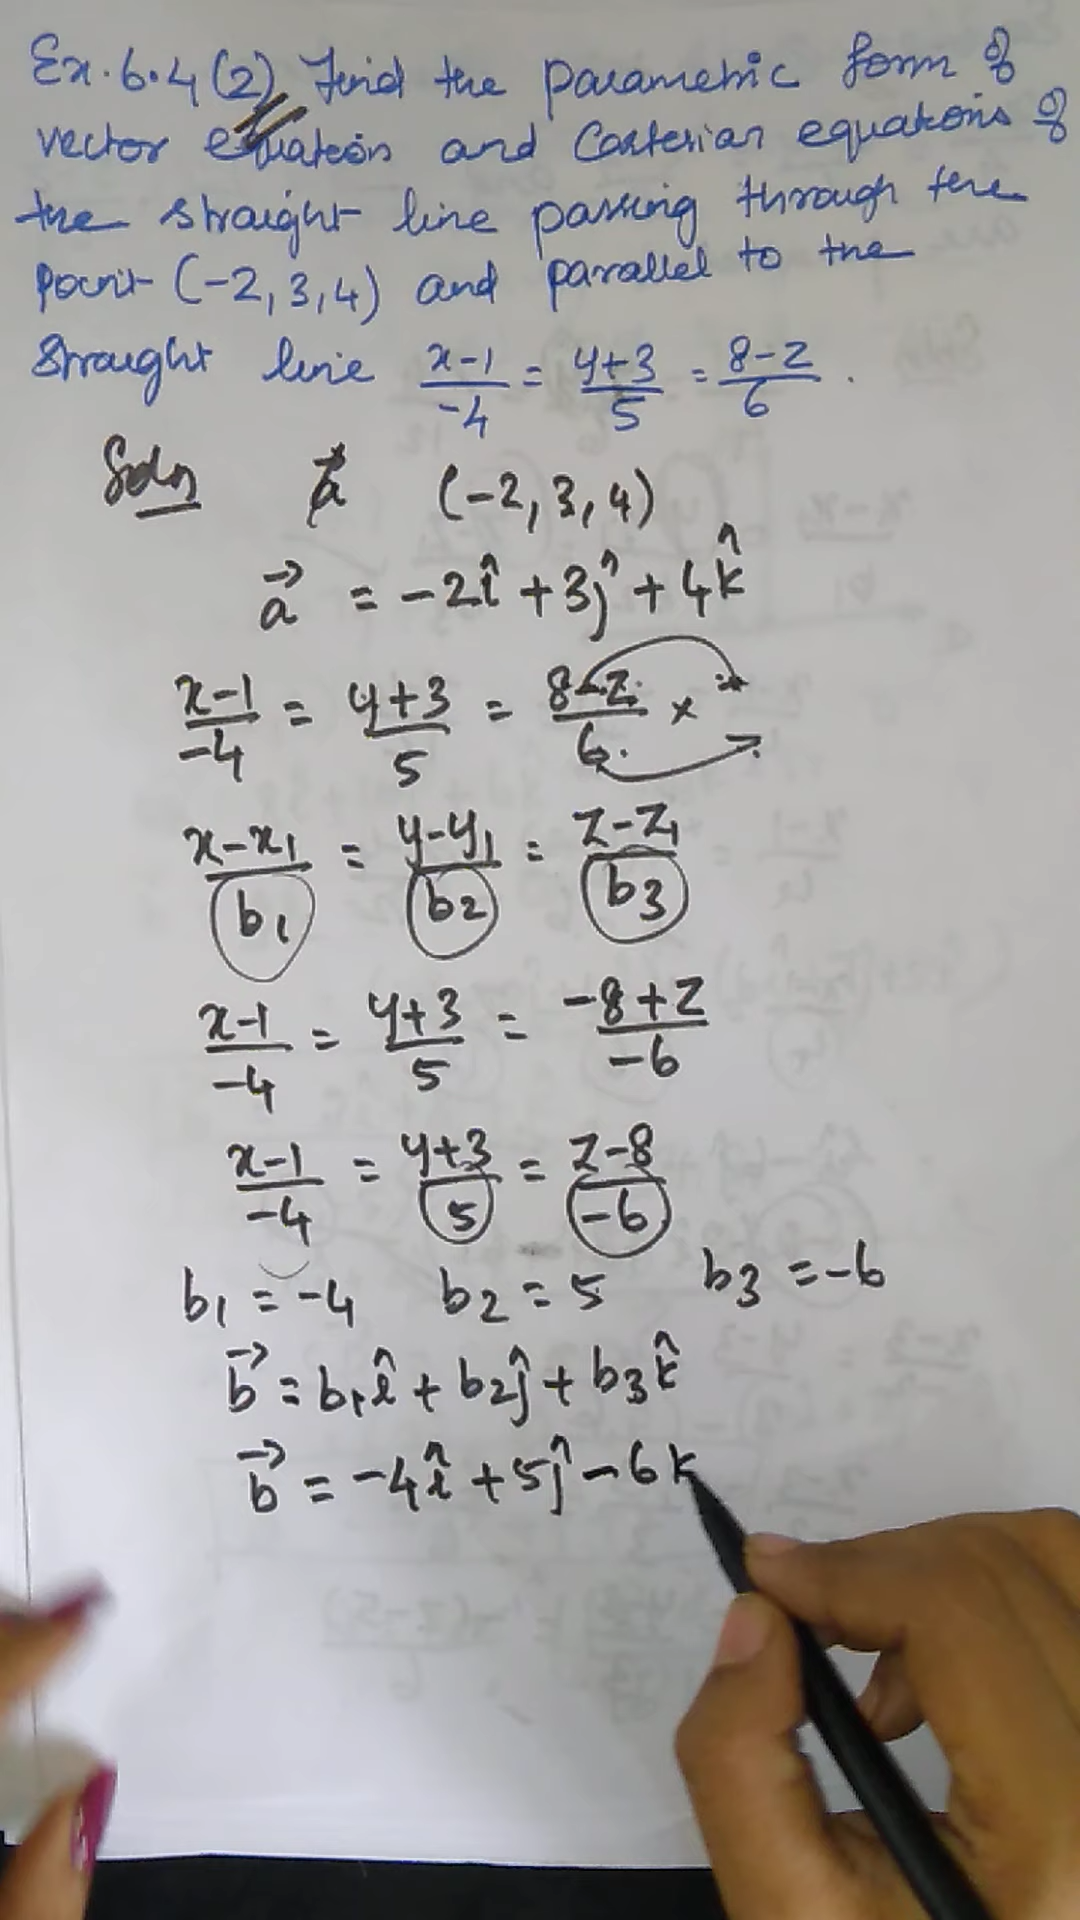 Ex.6.4(2) Find the parametric form of
vector equation and Cartesian equations of
the straight line passing through the
point (-2,3,4) and parallel to the
straight line x-1/-4 = y+3/5 = 8-z/6 .
Soln a⃗ (-2,3,4)
a⃗ = -2î + 3ĵ + 4k̂
x-1/-4 = y+3/5 = 8-z/6 ×
x-x1/b1 = y-y1/b2 = z-z1/b3
x-1/-4 = y+3/5 = -8+z/-6
x-1/-4 = y+3/5 = z-8/-6
b1 = -4 b2 = 5 b3 = -6
b⃗ = b1î + b2ĵ + b3k̂
b⃗ = -4î + 5ĵ - 6k